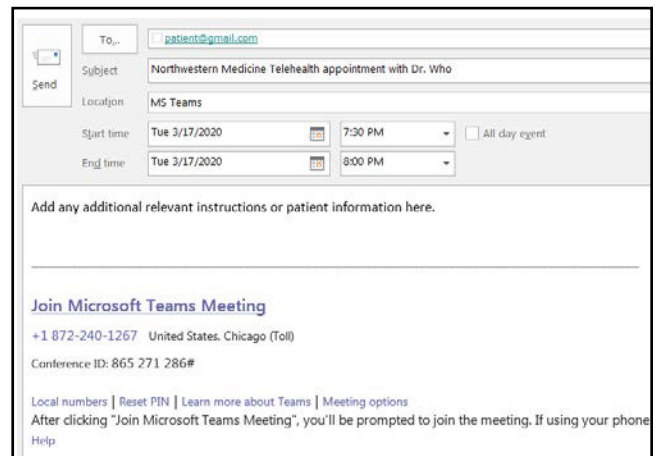 To...
patient@gmail.com
Send
Subject
Northwestern Medicine Telehealth appointment with Dr. Who
Location
MS Teams
Start time
Tue 3/17/2020
7:30 PM
All day event
End time
Tue 3/17/2020
8:00 PM
Add any additional relevant instructions or patient information here.
Join Microsoft Teams Meeting
+1 872-240-1267 United States, Chicago (Toll)
Conference ID: 865 271 286#
Local numbers | Reset PIN | Learn more about Teams | Meeting options
After clicking "Join Microsoft Teams Meeting", you'll be prompted to join the meeting. If using your phone
Help